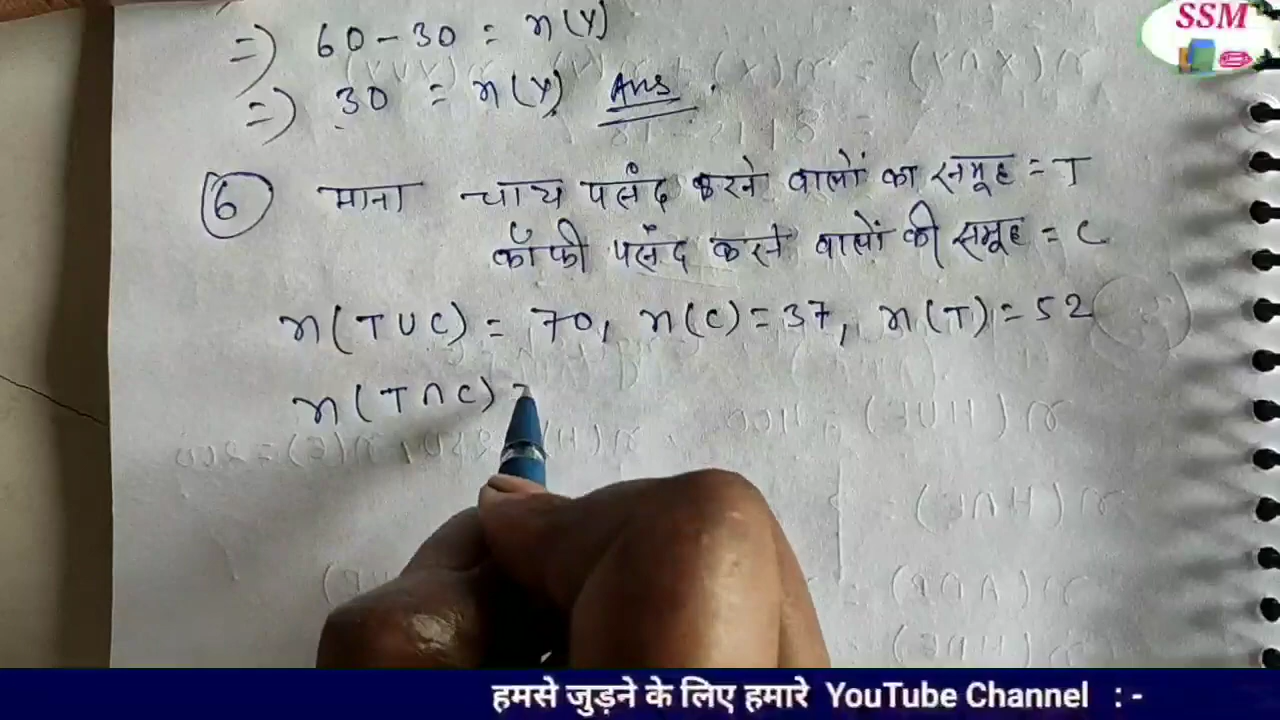 SSM
=) 60 - 30 = n(Y)
=) 30 = n(Y) Ans
6 माना चाय पसंद करने वालों का समूह = T
कॉफी पसंद करने वालों की समूह = C
n(T∪C) = 70, n(C) = 37, n(T) = 52
n(T∩C) =
हमसे जुड़ने के लिए हमारे YouTube Channel : -